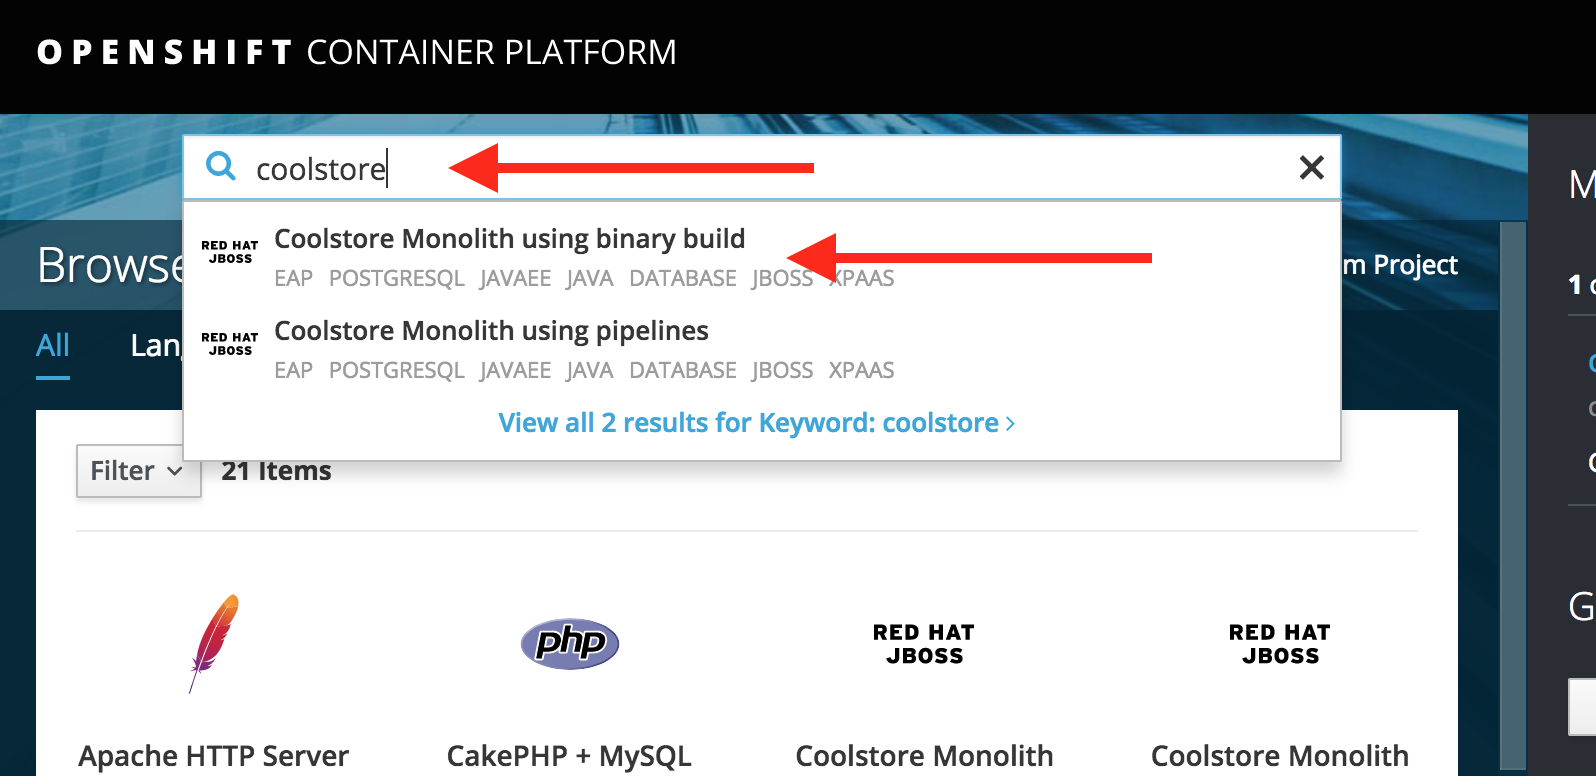 OPENSHIFT CONTAINER PLATFORM
coolstore
RED HAT
JBOSS
Coolstore Monolith using binary build
EAP POSTGRESQL JAVAEE JAVA DATABASE JBOSS XPAAS
RED HAT
JBOSS
Coolstore Monolith using pipelines
EAP POSTGRESQL JAVAEE JAVA DATABASE JBOSS XPAAS
View all 2 results for Keyword: coolstore
Browse
m Project
All
Lan
Filter
21 Items
php
RED HAT
JBOSS
RED HAT
JBOSS
Apache HTTP Server
CakePHP + MySQL
Coolstore Monolith
Coolstore Monolith
M
1
G